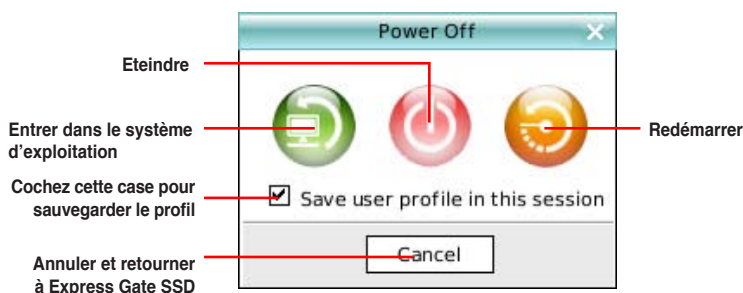 Power Off
Eteindre
Entrer dans le système
d'exploitation
Redémarrer
Cochez cette case pour
sauvegarder le profil
Save user profile in this session
Cancel
Annuler et retourner
à Express Gate SSD